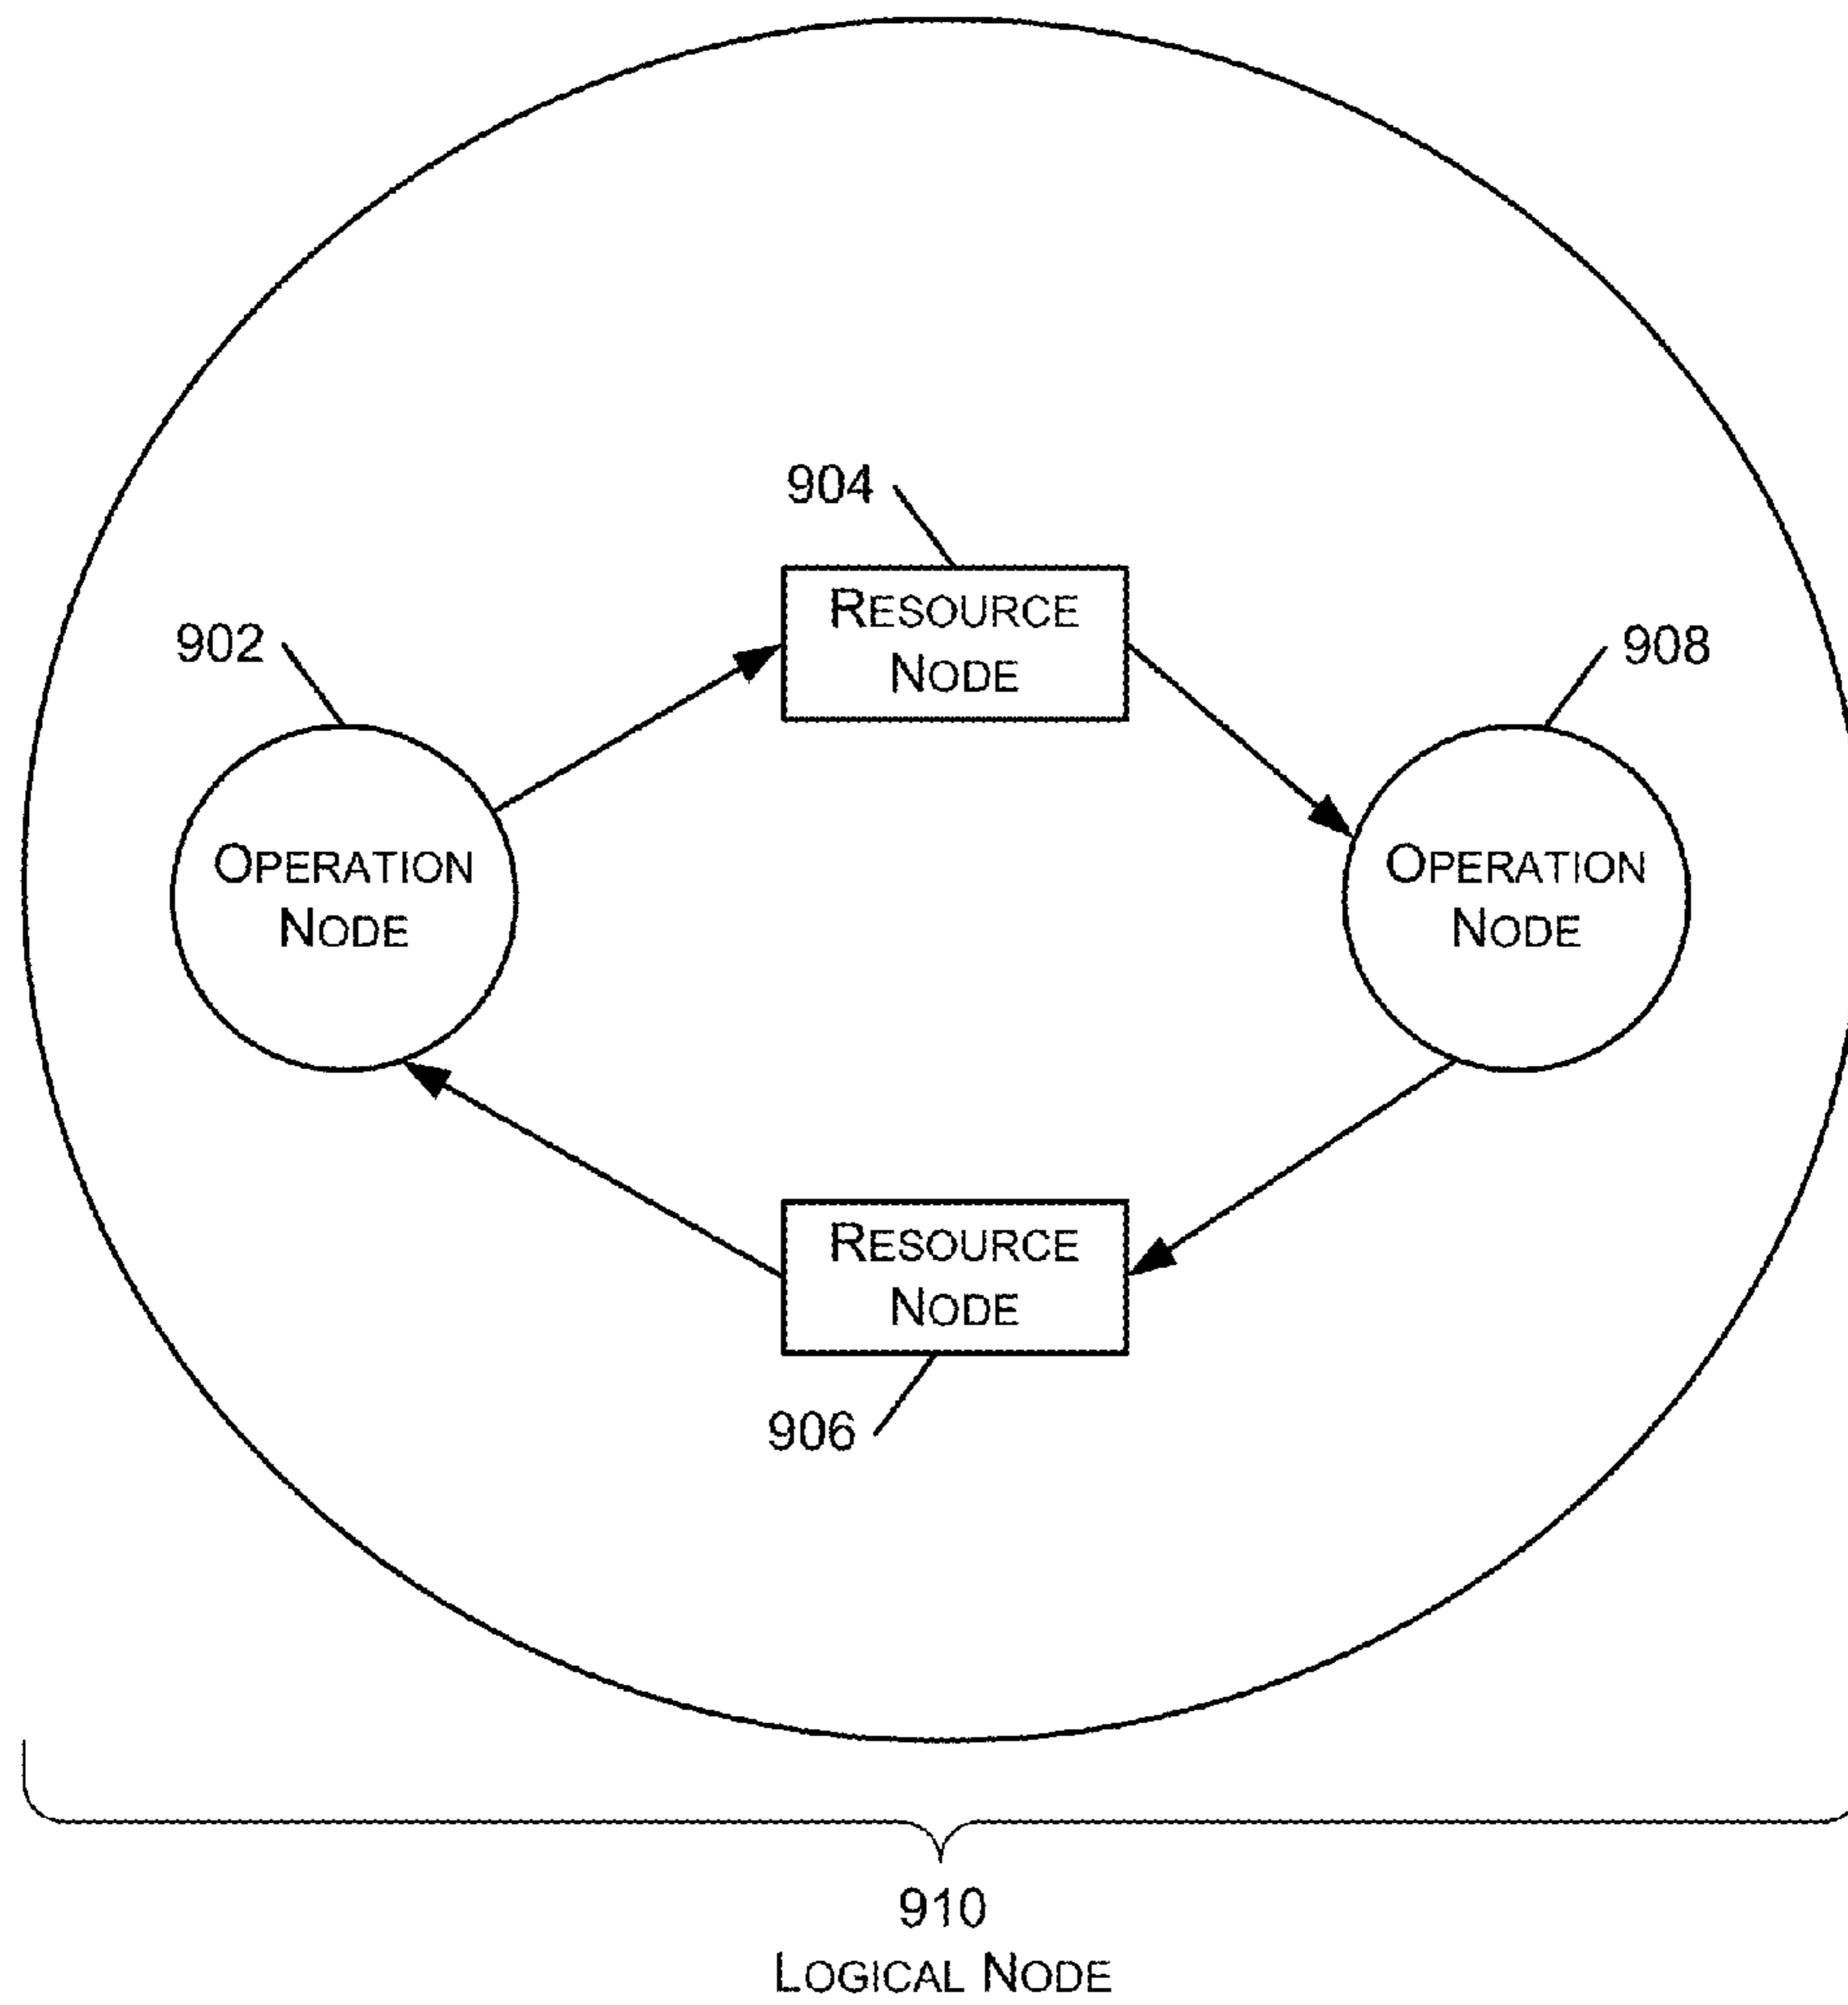 904
RESOURCE
NODE
902
908
OPERATION
NODE
OPERATION
NODE
RESOURCE
NODE
906
910
LOGICAL NODE